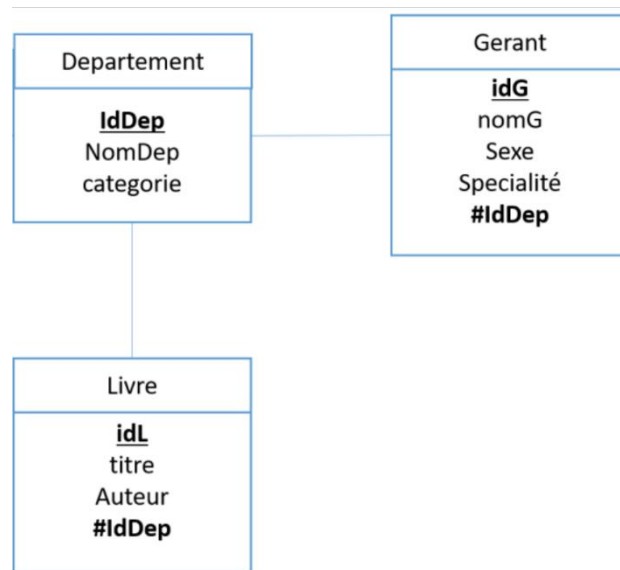 Departement
IdDep
NomDep
categorie
Gerant
idG
nomG
Sexe
Specialité
#IdDep
Livre
idL
titre
Auteur
#IdDep